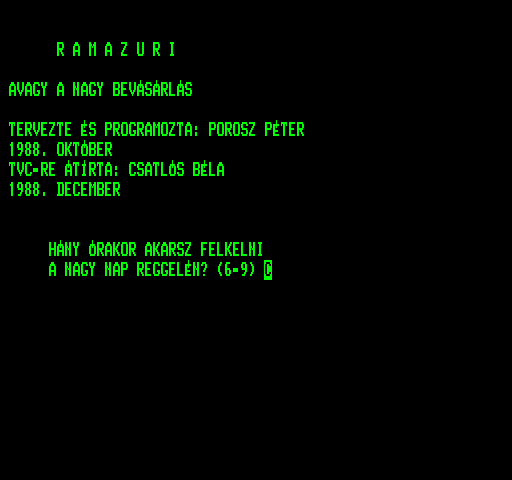 R A M A Z U R I
AVAGY A NAGY BEVÁSÁRLÁS
TERVEZTE ÉS PROGRAMOZTA: POROSZ PÉTER
1988. OKTÓBER
TVC-RE ÁTÍRTA: CSATLÓS BÉLA
1988. DECEMBER
HÁNY ÓRAKOR AKARSZ FELKELNI
A NAGY NAP REGGELÉN? (6-9) C